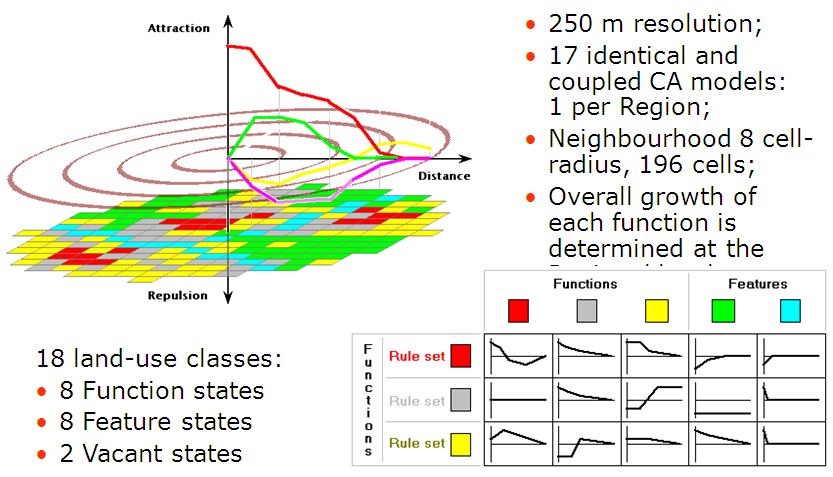 Attraction
Distance
Repulsion
• 250 m resolution;
• 17 identical and
coupled CA models:
1 per Region;
• Neighbourhood 8 cell-
radius, 196 cells;
• Overall growth of
each function is
determined at the
18 land-use classes:
• 8 Function states
• 8 Feature states
• 2 Vacant states
Functions Features
Functions
Rule set
Rule set
Rule set